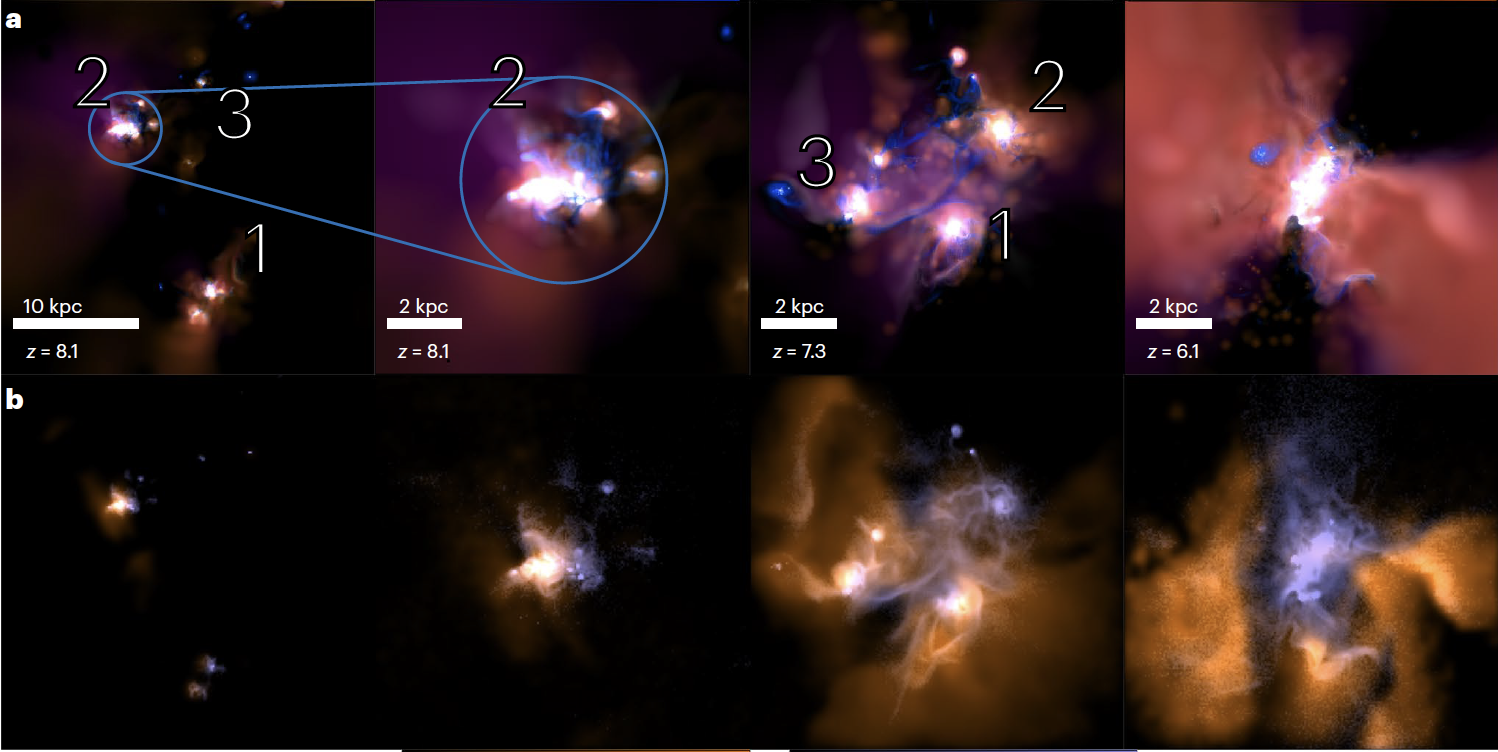 a
2
3
1
10 kpc
z = 8.1
2
2 kpc
z = 8.1
2
3
1
2 kpc
z = 7.3
2 kpc
z = 6.1
b